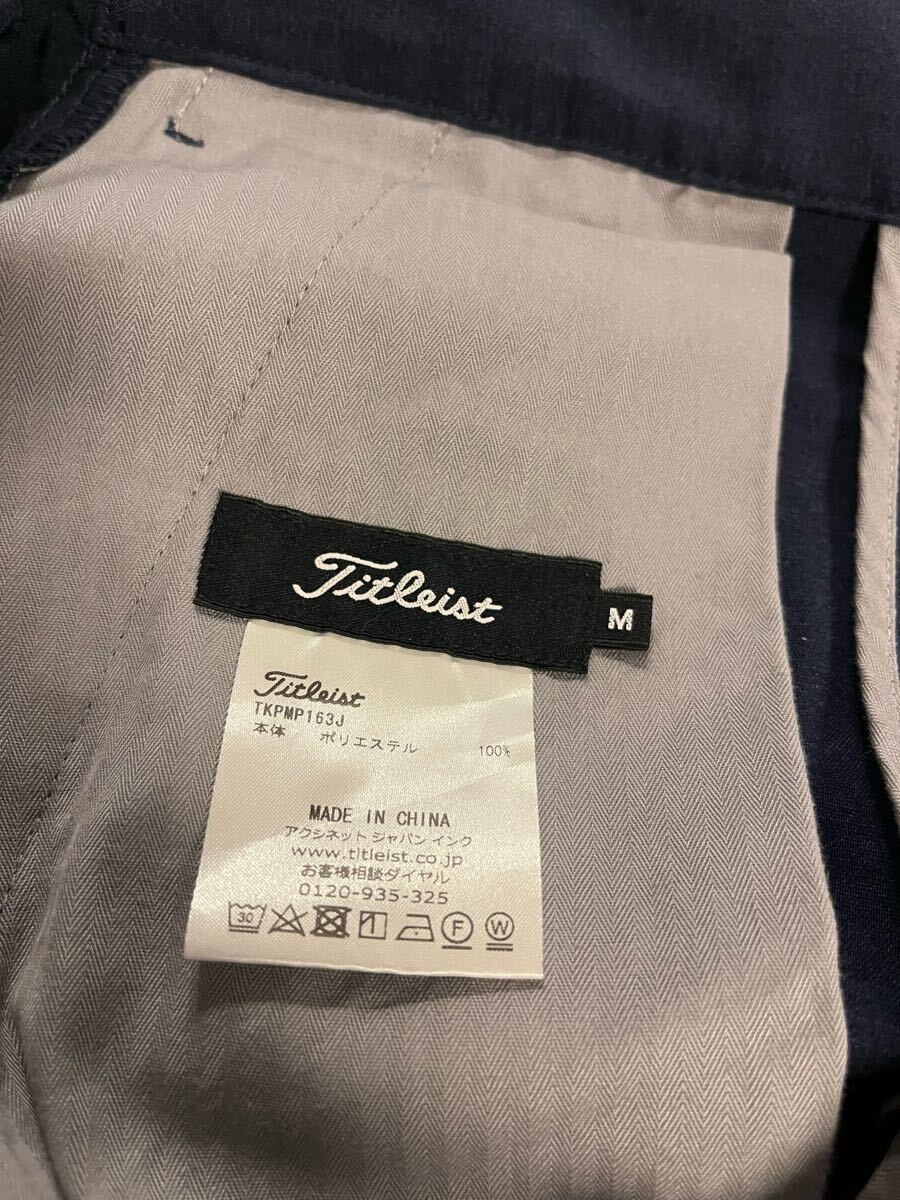 Titleist
M
Titleist
TKPMP163J
本体 ポリエステル 100%
MADE IN CHINA
アクシネット ジャパン インク
www.titleist.co.jp
お客様相談ダイヤル
0120-935-325
30 F W